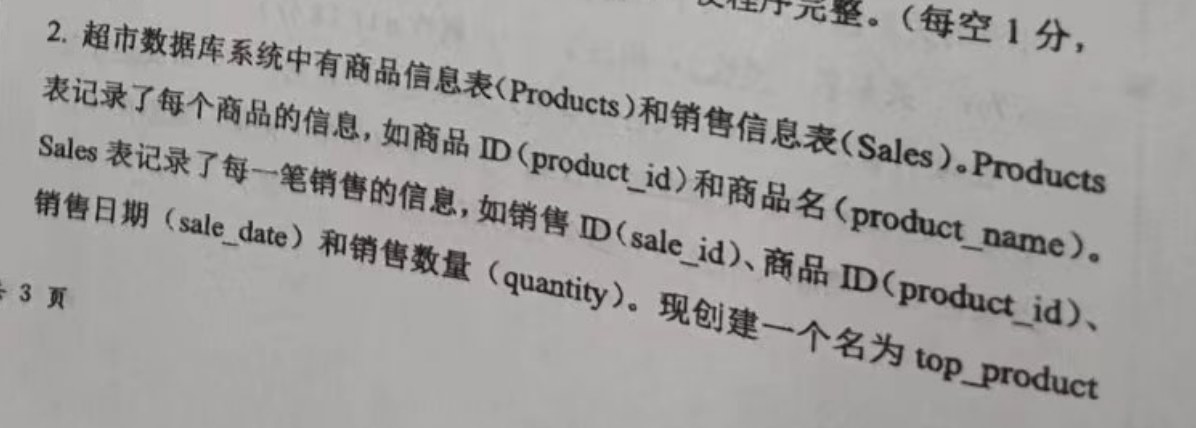 程序完整。（每空 1 分，
2. 超市数据库系统中有商品信息表(Products)和销售信息表(Sales)。Products
表记录了每个商品的信息，如商品 ID(product_id)和商品名(product_name)。
Sales 表记录了每一笔销售的信息，如销售 ID(sale_id)、商品 ID(product_id)、
销售日期（sale_date）和销售数量（quantity）。现创建一个名为 top_product
3 页